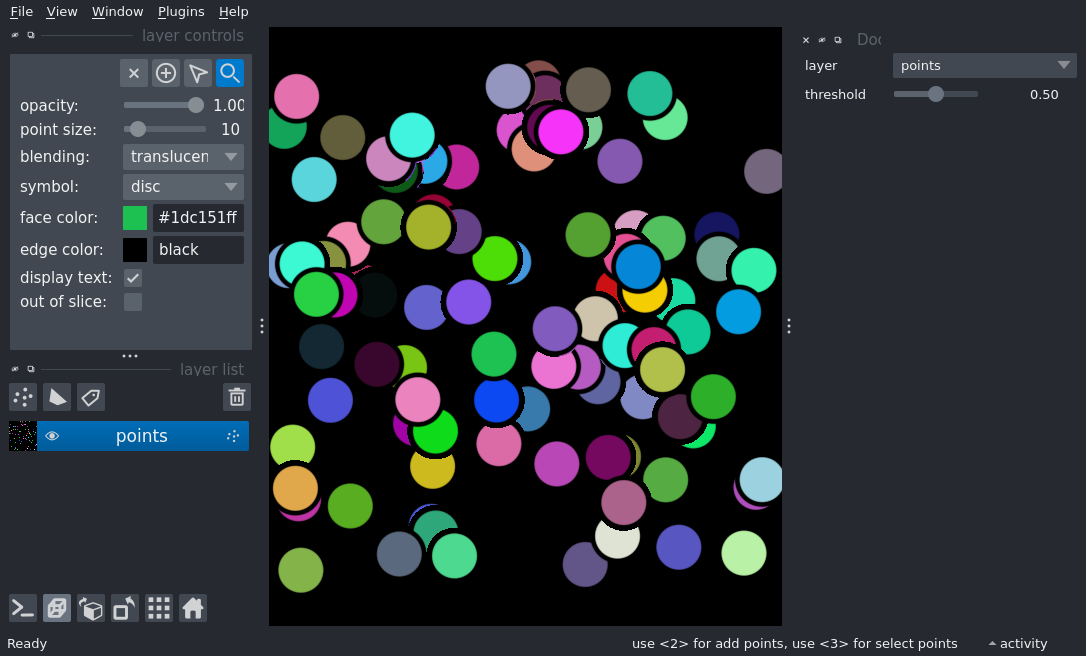 File View Window Plugins Help
layer controls
opacity: 1.00
point size: 10
blending: translucen
symbol: disc
face color: #1dc151ff
edge color: black
display text:
out of slice:
layer list
points
Doc
layer points
threshold 0.50
Ready
use <2> for add points, use <3> for select points
activity